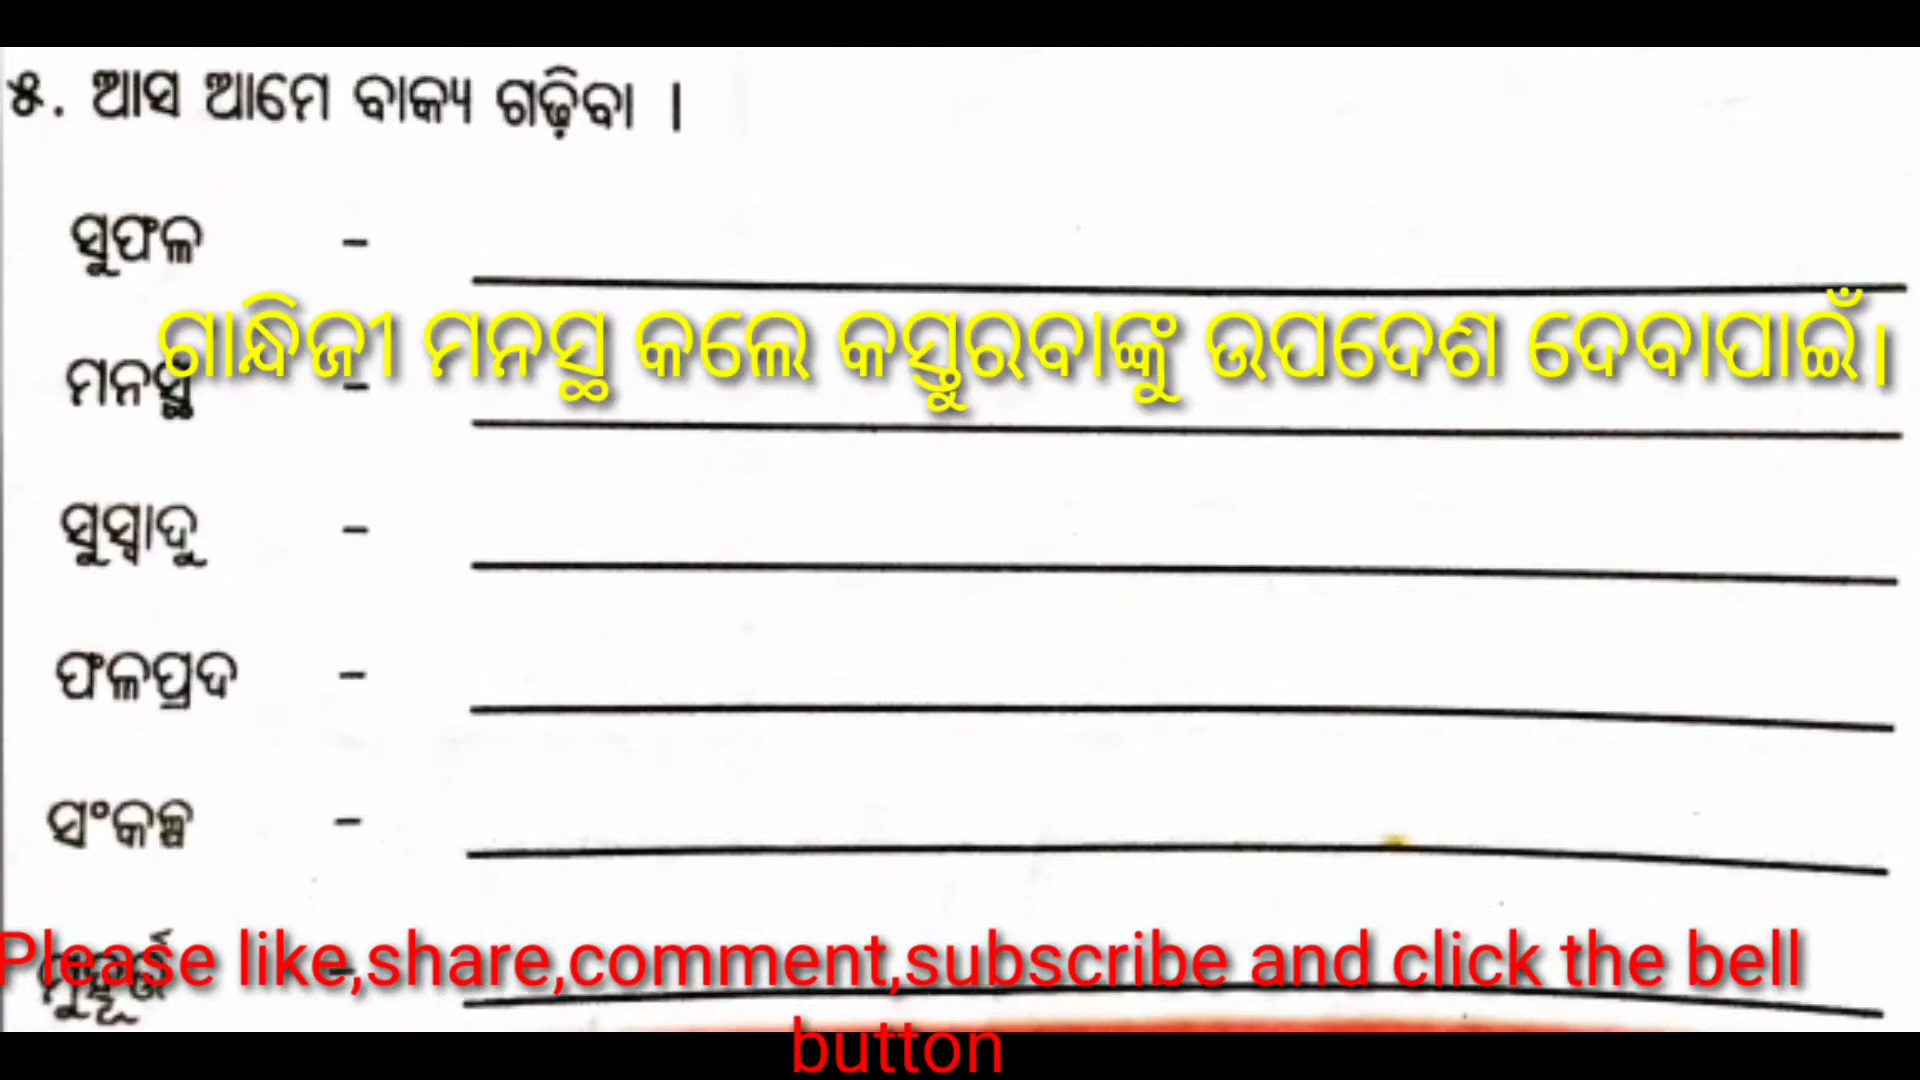 ୫. ଆସ ଆମେ ବାକ୍ୟ ଗଢ଼ିବା ।
ସୁଫଳ -
ଗାନ୍ଧିଜୀ ମନସ୍ଥ କଲେ କସ୍ତୁରବାଙ୍କୁ ଉପଦେଶ ଦେବାପାଇଁ।
ମନସ୍ଥ -
ସୁସ୍ୱାଦୁ -
ଫଳପ୍ରଦ -
ସଂକଳ୍ପ -
ମୁହୂର୍ତ୍ତ -
Please like,share,comment,subscribe and click the bell
button